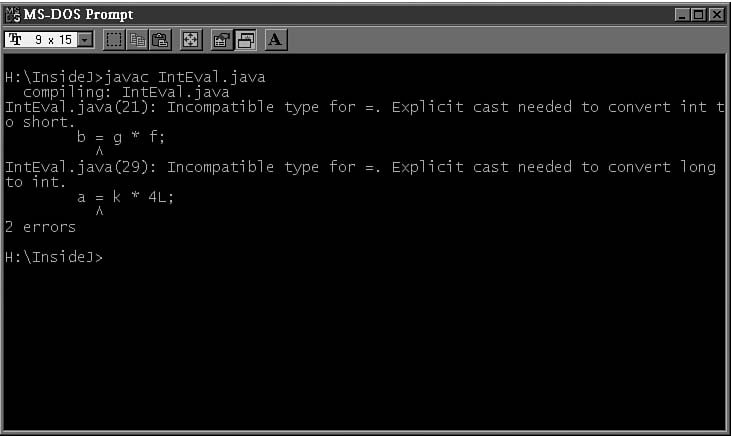 MS-DOS Prompt
9 x 15
A
H:\InsideJ>javac IntEval.java
  compiling: IntEval.java
IntEval.java(21): Incompatible type for =. Explicit cast needed to convert int t
o short.
        b = g * f;
          ^
IntEval.java(29): Incompatible type for =. Explicit cast needed to convert long
to int.
        a = k * 4L;
          ^
2 errors
H:\InsideJ>